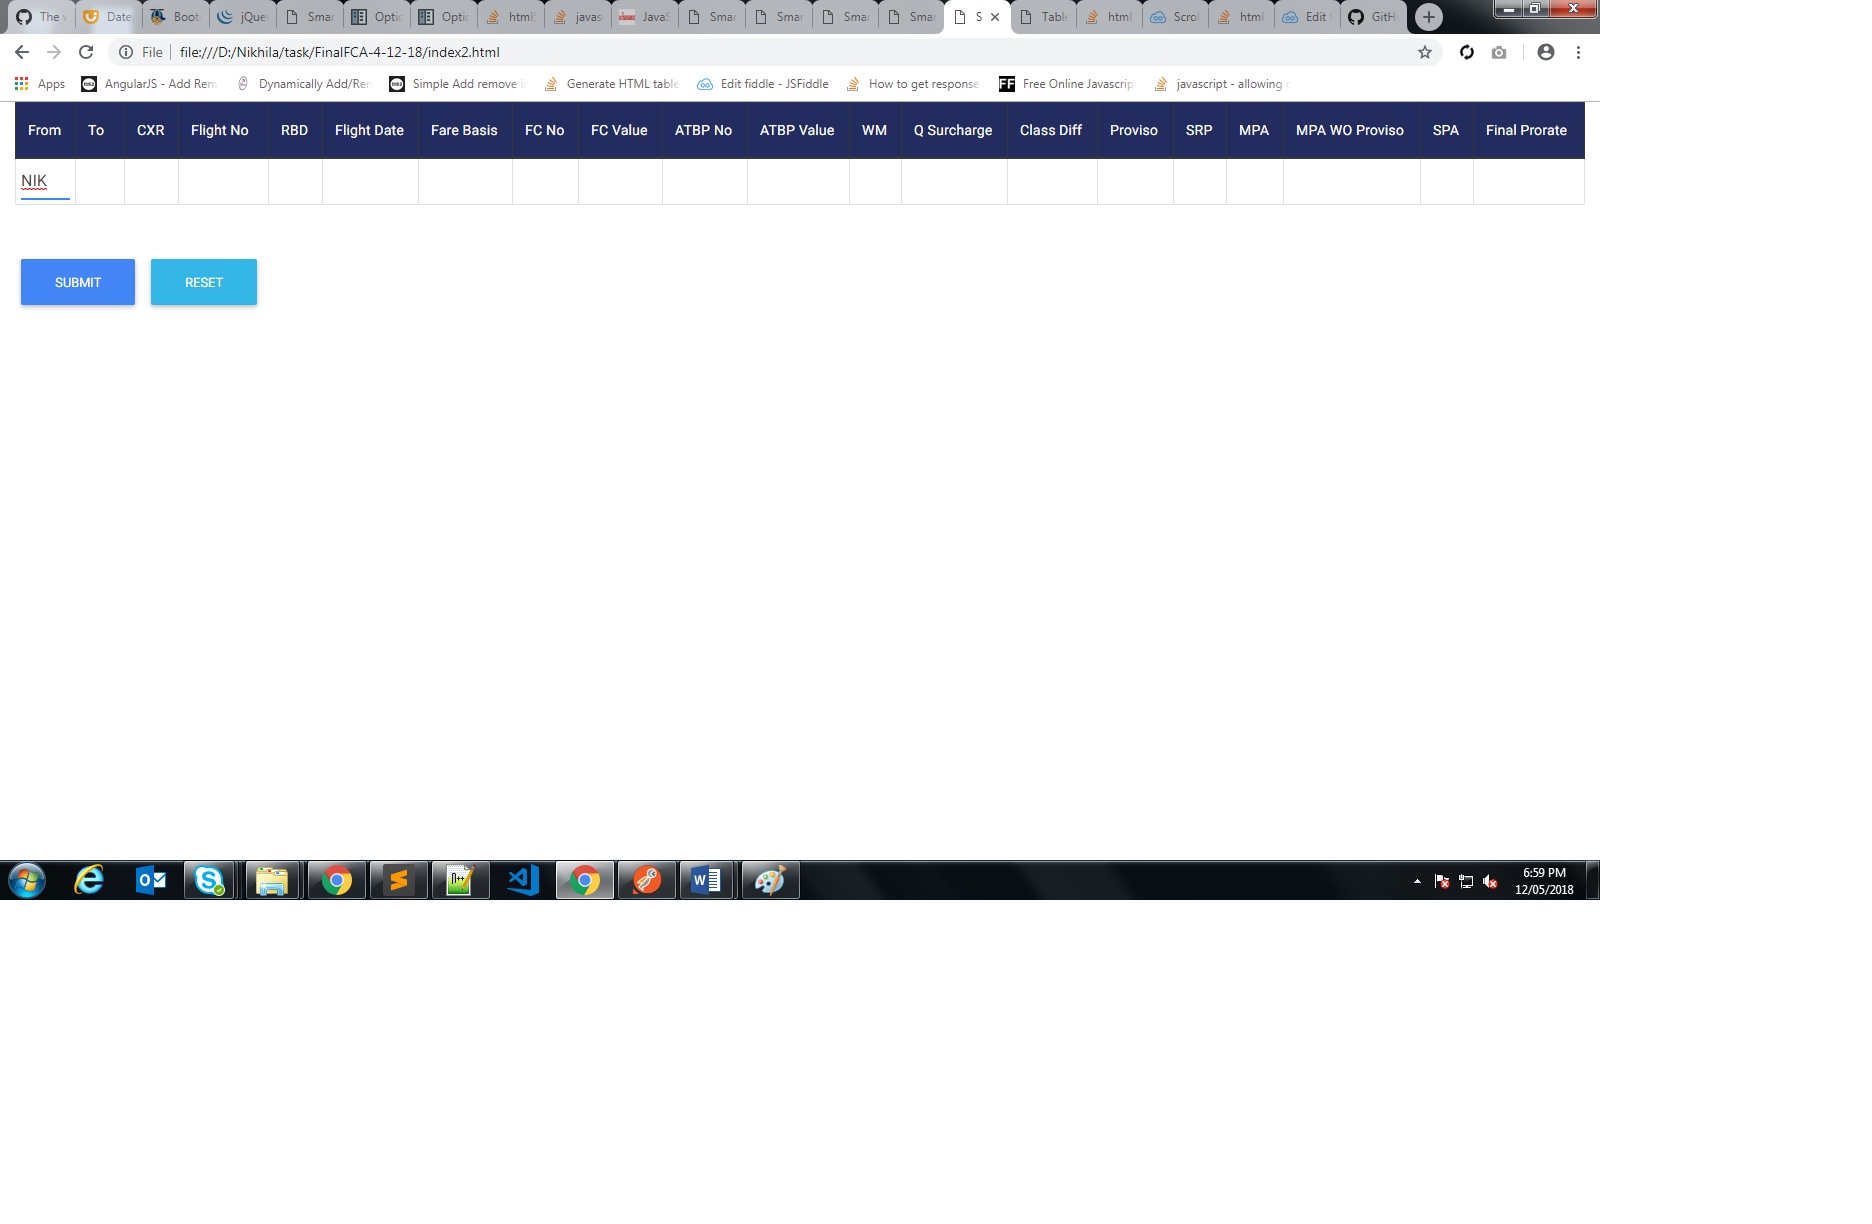 The v Date Boot jQue Smar Optic Optic html5 javas JavaS Smar Smar Smar Smar S Table html Scrol html Edit GitH
File file:///D:/Nikhila/task/FinalFCA-4-12-18/index2.html
Apps AngularJS - Add Rem Dynamically Add/Ren Simple Add remove i Generate HTML table Edit fiddle - JSFiddle How to get response Free Online Javascrip javascript - allowing
From To CXR Flight No RBD Flight Date Fare Basis FC No FC Value ATBP No ATBP Value WM Q Surcharge Class Diff Proviso SRP MPA MPA WO Proviso SPA Final Prorate
NIK
SUBMIT RESET
6:59 PM
12/05/2018